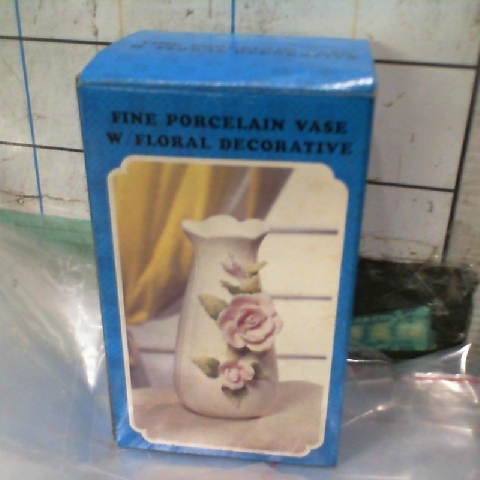 FINE PORCELAIN VASE
W/FLORAL DECORATIVE